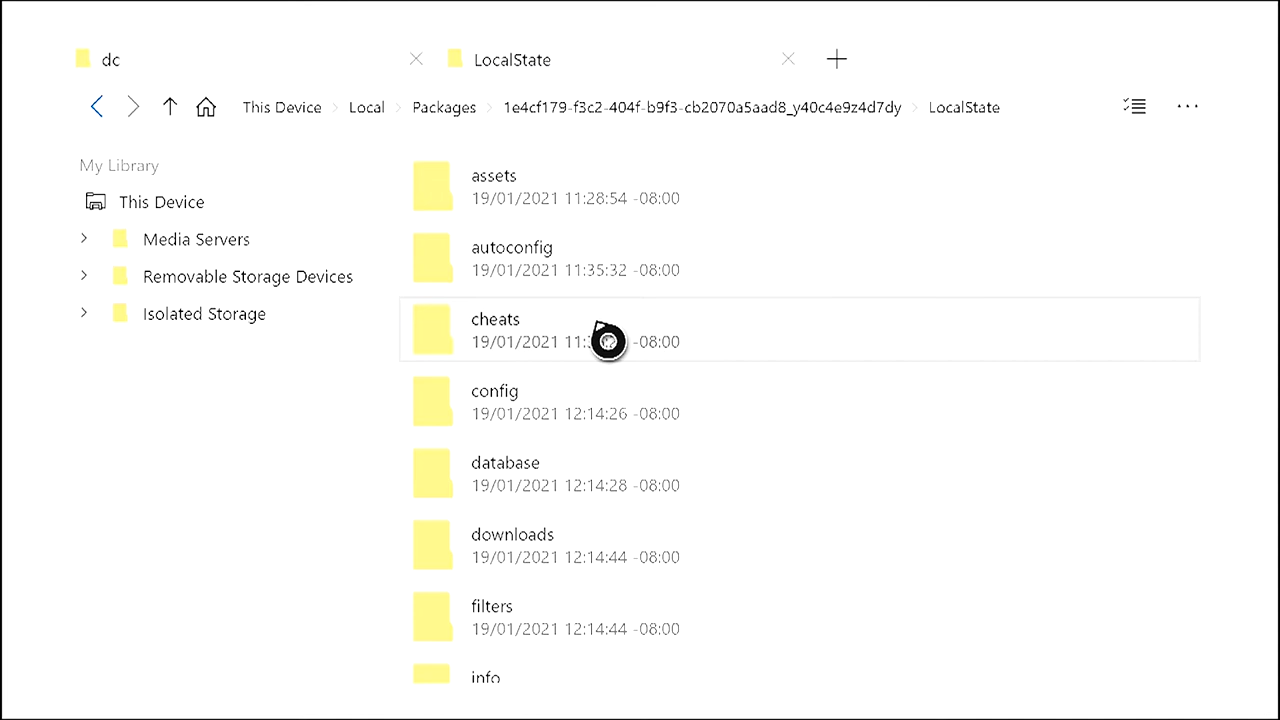 dc
LocalState
This Device
Local
Packages
1e4cf179-f3c2-404f-b9f3-cb2070a5aad8_y40c4e9z4d7dy
LocalState
My Library
This Device
Media Servers
Removable Storage Devices
Isolated Storage
assets
19/01/2021 11:28:54 -08:00
autoconfig
19/01/2021 11:35:32 -08:00
cheats
19/01/2021 -08:00
config
19/01/2021 12:14:26 -08:00
database
19/01/2021 12:14:28 -08:00
downloads
19/01/2021 12:14:44 -08:00
filters
19/01/2021 12:14:44 -08:00
info